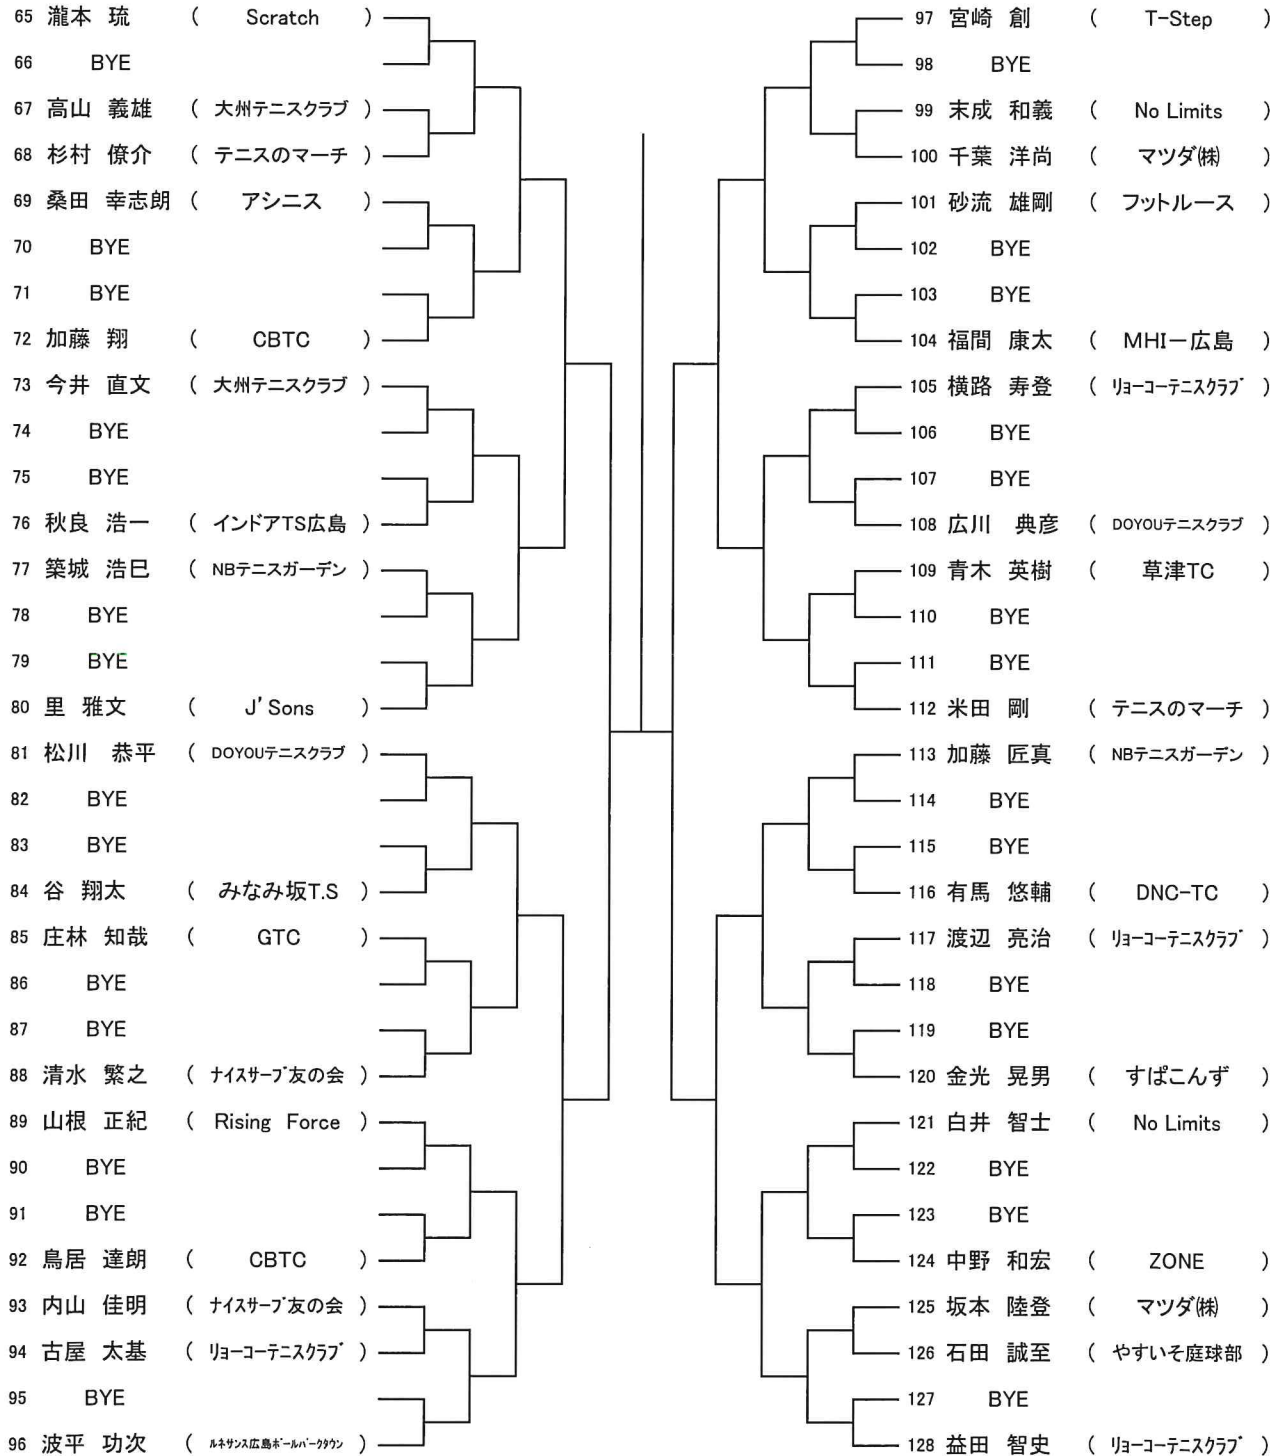 65 瀧本 琉 ( Scratch )
66 BYE
67 高山 義雄 ( 大州テニスクラブ )
68 杉村 僚介 ( テニスのマーチ )
69 桑田 幸志朗 ( アシニス )
70 BYE
71 BYE
72 加藤 翔 ( CBTC )
73 今井 直文 ( 大州テニスクラブ )
74 BYE
75 BYE
76 秋良 浩一 ( インドアTS広島 )
77 築城 浩巳 ( NBテニスガーデン )
78 BYE
79 BYE
80 里 雅文 ( J'Sons )
81 松川 恭平 ( DOYOUテニスクラブ )
82 BYE
83 BYE
84 谷 翔太 ( みなみ坂T.S )
85 庄林 知哉 ( GTC )
86 BYE
87 BYE
88 清水 繁之 ( ナイスサーブ友の会 )
89 山根 正紀 ( Rising Force )
90 BYE
91 BYE
92 鳥居 達朗 ( CBTC )
93 内山 佳明 ( ナイスサーブ友の会 )
94 古屋 太基 ( リョーコーテニスクラブ )
95 BYE
96 波平 功次 ( ルネサンス広島ボールパークタウン )
97 宮崎 創 ( T-Step )
98 BYE
99 末成 和義 ( No Limits )
100 千葉 洋尚 ( マツダ㈱ )
101 砂流 雄剛 ( フットルース )
102 BYE
103 BYE
104 福間 康太 ( MHI－広島 )
105 横路 寿登 ( リョーコーテニスクラブ )
106 BYE
107 BYE
108 広川 典彦 ( DOYOUテニスクラブ )
109 青木 英樹 ( 草津TC )
110 BYE
111 BYE
112 米田 剛 ( テニスのマーチ )
113 加藤 匠真 ( NBテニスガーデン )
114 BYE
115 BYE
116 有馬 悠輔 ( DNC-TC )
117 渡辺 亮治 ( リョーコーテニスクラブ )
118 BYE
119 BYE
120 金光 晃男 ( すぱこんず )
121 白井 智士 ( No Limits )
122 BYE
123 BYE
124 中野 和宏 ( ZONE )
125 坂本 陸登 ( マツダ㈱ )
126 石田 誠至 ( やすいそ庭球部 )
127 BYE
128 益田 智史 ( リョーコーテニスクラブ )